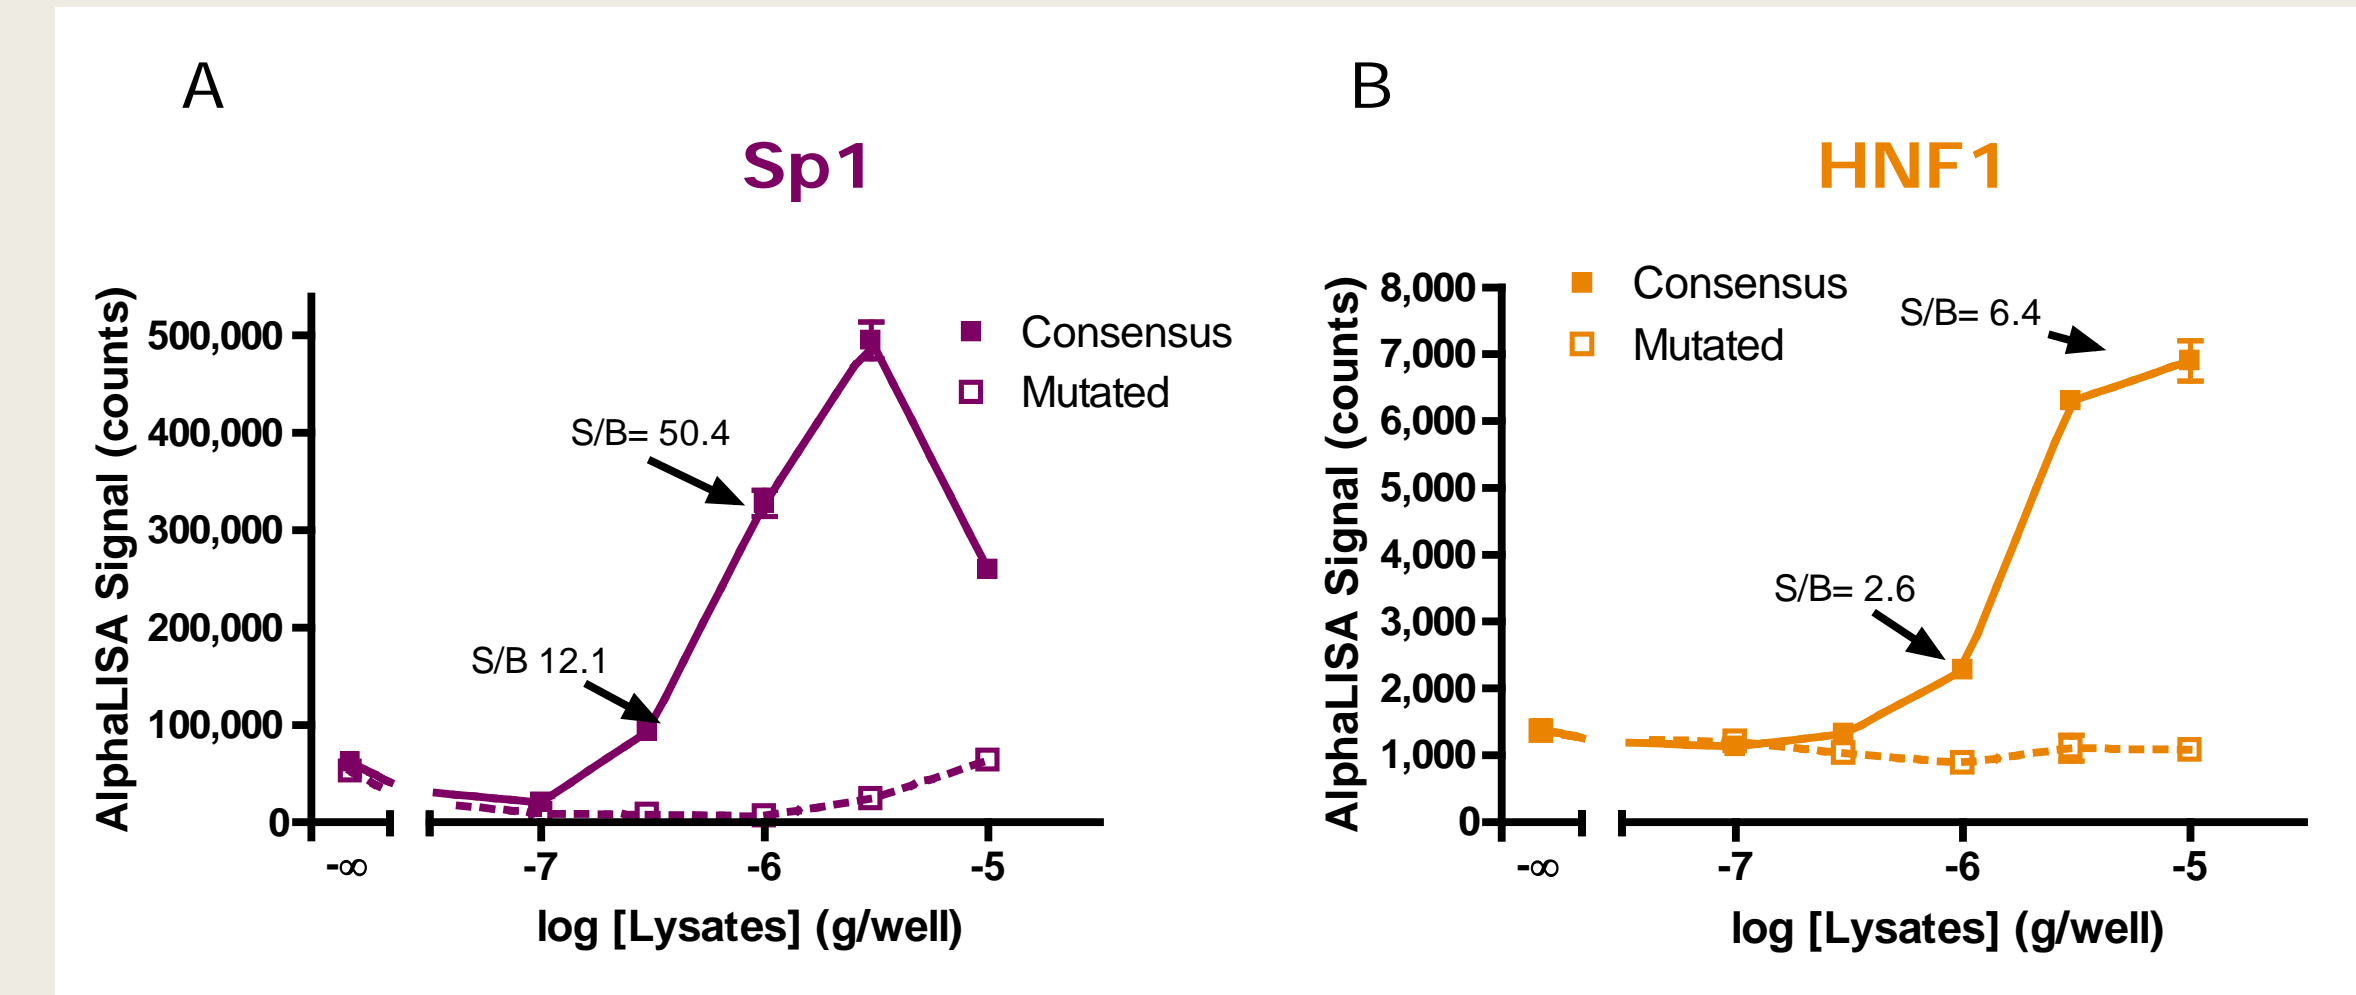 A
Sp1
AlphaLISA Signal (counts)
500,000
400,000
300,000
200,000
100,000
0
Consensus
Mutated
S/B= 50.4
S/B 12.1
-∞
-7
-6
-5
log [Lysates] (g/well)
B
HNF1
AlphaLISA Signal (counts)
8,000
7,000
6,000
5,000
4,000
3,000
2,000
1,000
0
Consensus
Mutated
S/B= 6.4
S/B= 2.6
-∞
-7
-6
-5
log [Lysates] (g/well)